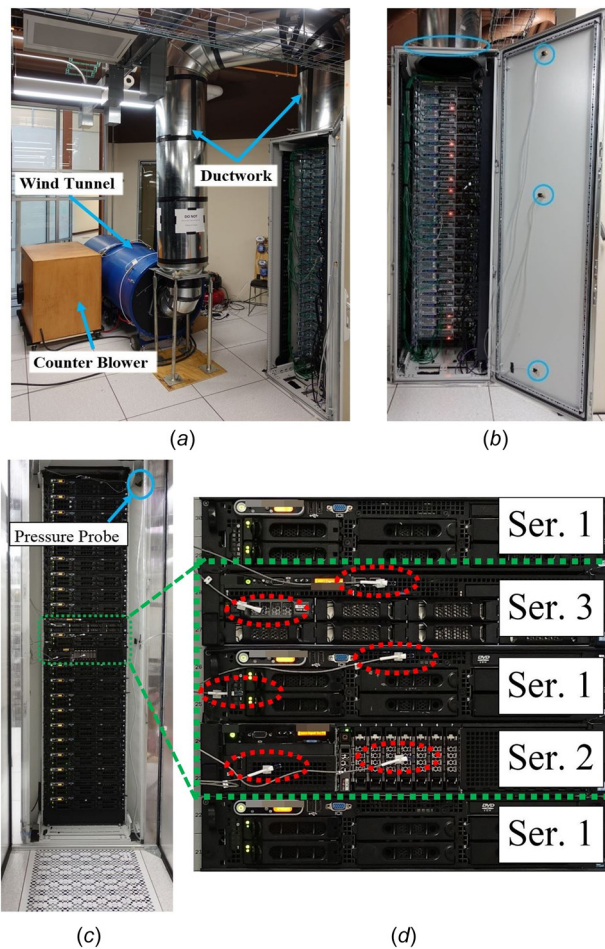 Wind Tunnel
Ductwork
Counter Blower
(a)
(b)
Pressure Probe
Ser. 1
Ser. 3
Ser. 1
Ser. 2
Ser. 1
(c)
(d)